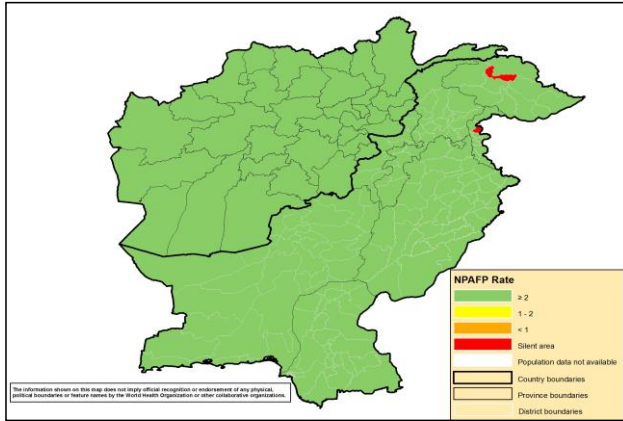 NPAFP Rate
≥ 2
1 - 2
< 1
Silent area
Population data not available
Country boundaries
Province boundaries
District boundaries
The information shown on this map does not imply official recognition or endorsement of any physical,
political boundaries or feature names by the World Health Organization or other collaborative organizations.